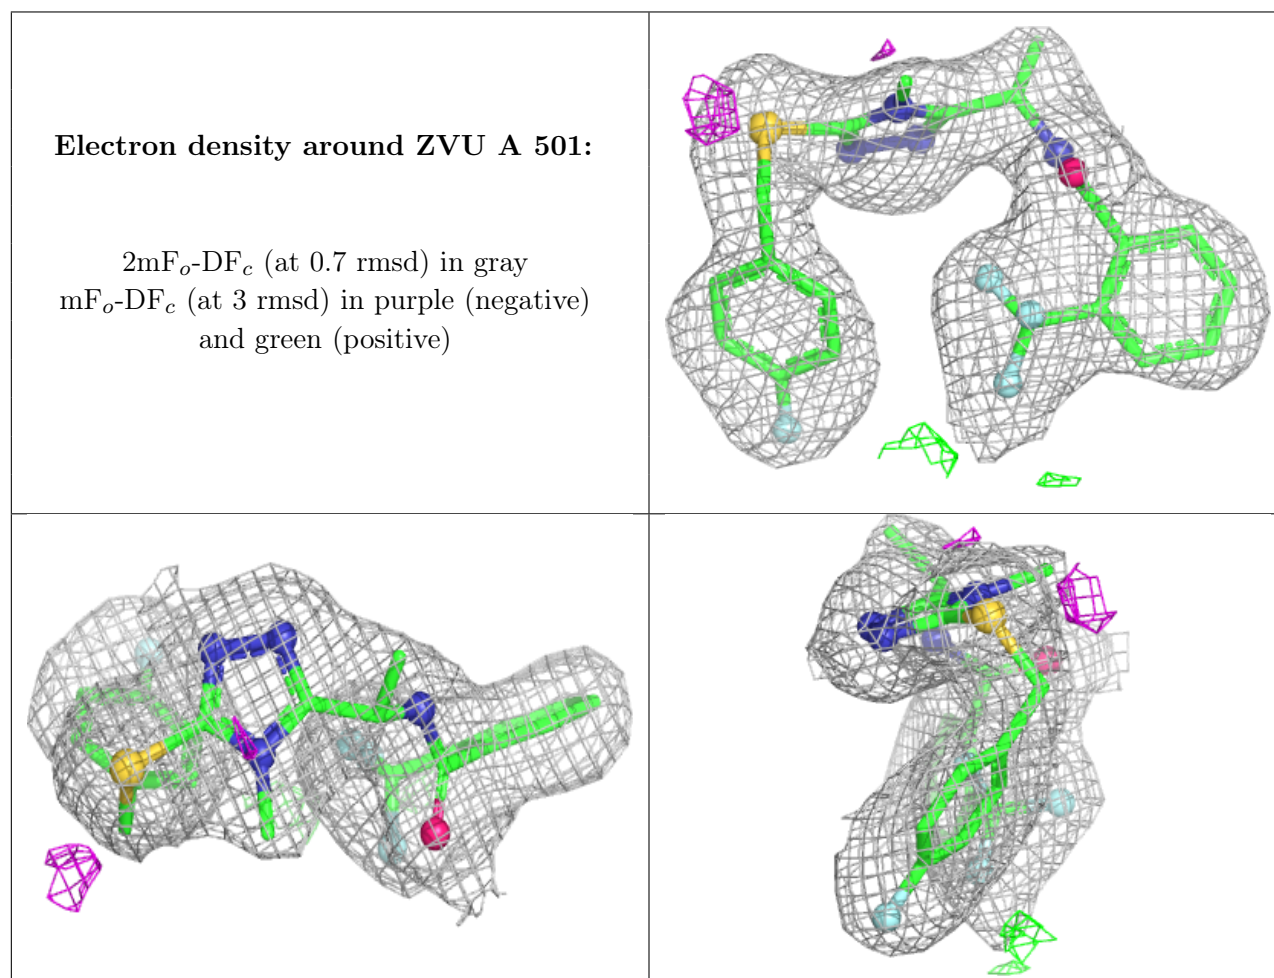 Electron density around ZVU A 501:
2mFo-DFc (at 0.7 rmsd) in gray
mFo-DFc (at 3 rmsd) in purple (negative)
and green (positive)